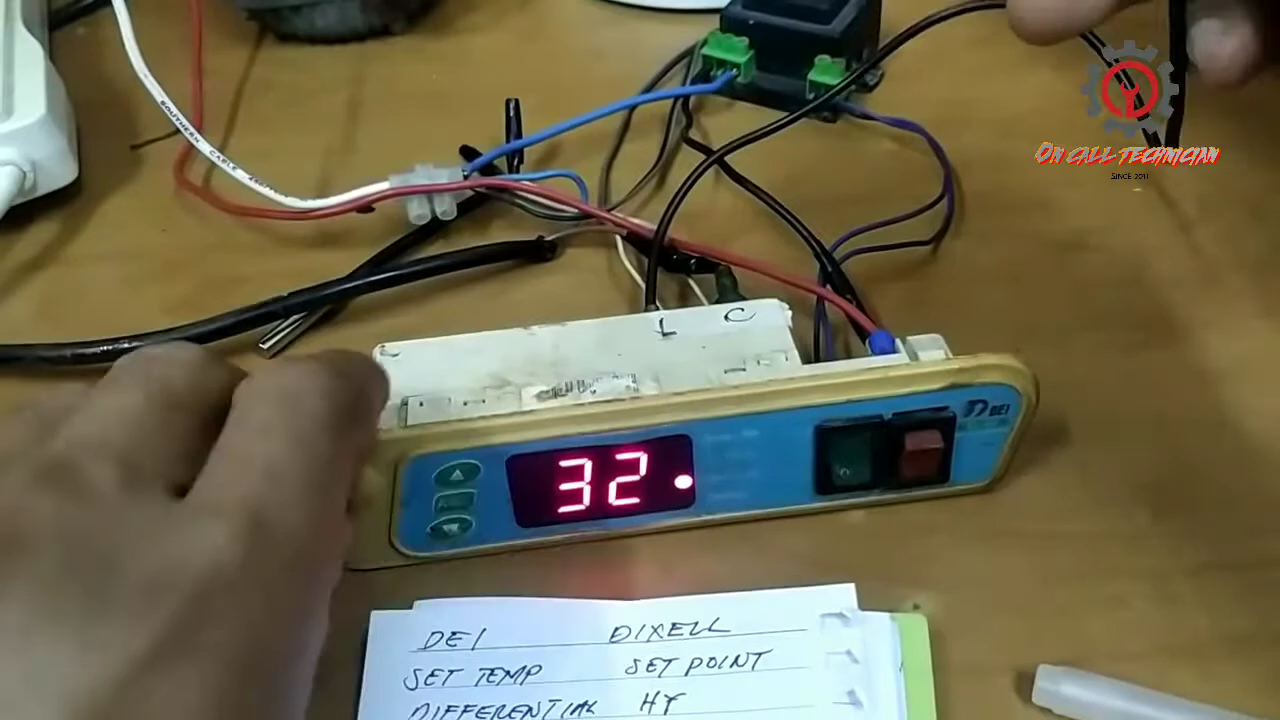 SOUTHERN CABLE
ON CALL TECHNICIAN
SINCE 2011
L C
DEI
32
DEI DIXELL
SET TEMP SET POINT
DIFFERENTIAL HY